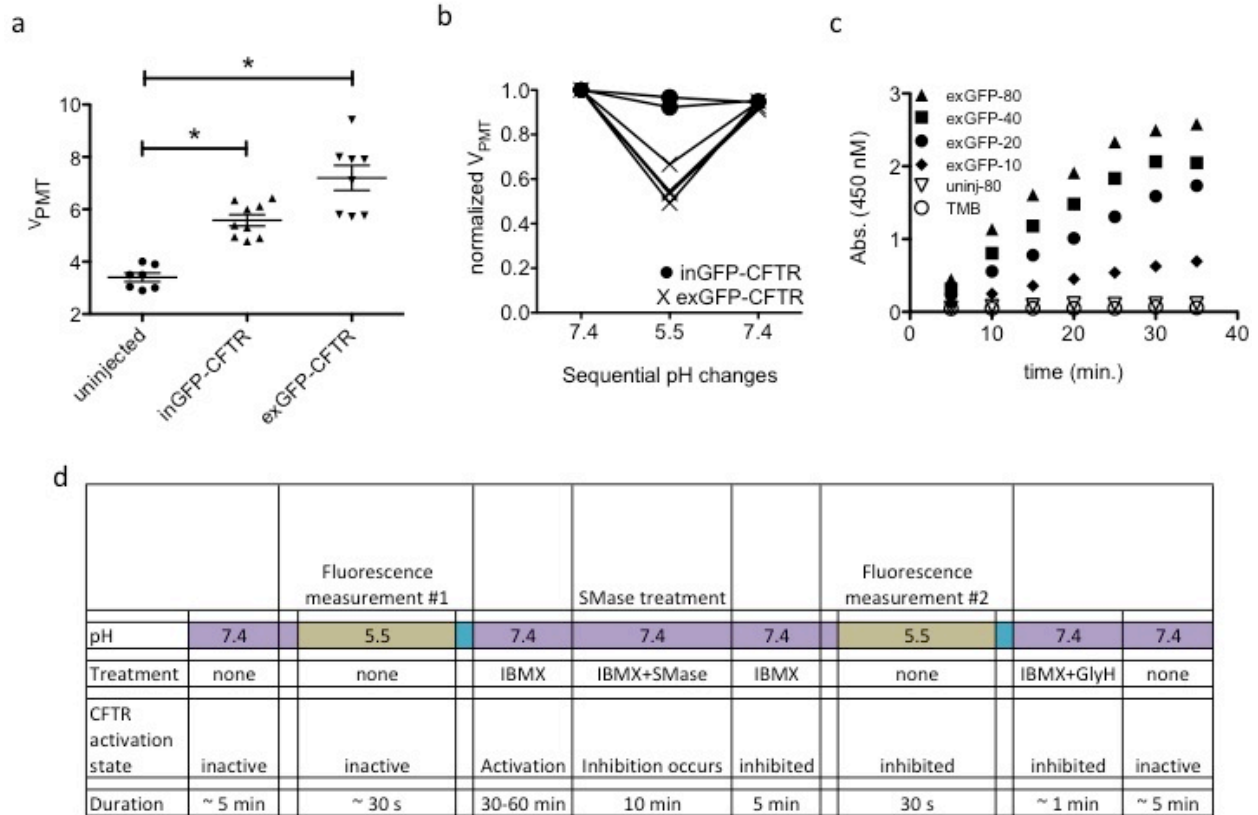 a
*
*
V PMT
10
8
6
4
2
uninjected
inGFP-CFTR
exGFP-CFTR
b
normalized V PMT
1.0
0.8
0.6
0.4
0.2
0.0
● inGFP-CFTR
X exGFP-CFTR
7.4 5.5 7.4
Sequential pH changes
c
Abs. (450 nM)
3
2
1
0
▲ exGFP-80
■ exGFP-40
● exGFP-20
◆ exGFP-10
▽ uninj-80
○ TMB
0 10 20 30 40
time (min.)
d
Fluorescence
measurement #1
SMase treatment
Fluorescence
measurement #2
pH 7.4 5.5 7.4 7.4 7.4 5.5 7.4 7.4
Treatment none none IBMX IBMX+SMase IBMX none IBMX+GlyH none
CFTR
activation
state inactive inactive Activation Inhibition occurs inhibited inhibited inhibited inactive
Duration ~ 5 min ~ 30 s 30-60 min 10 min 5 min 30 s ~ 1 min ~ 5 min